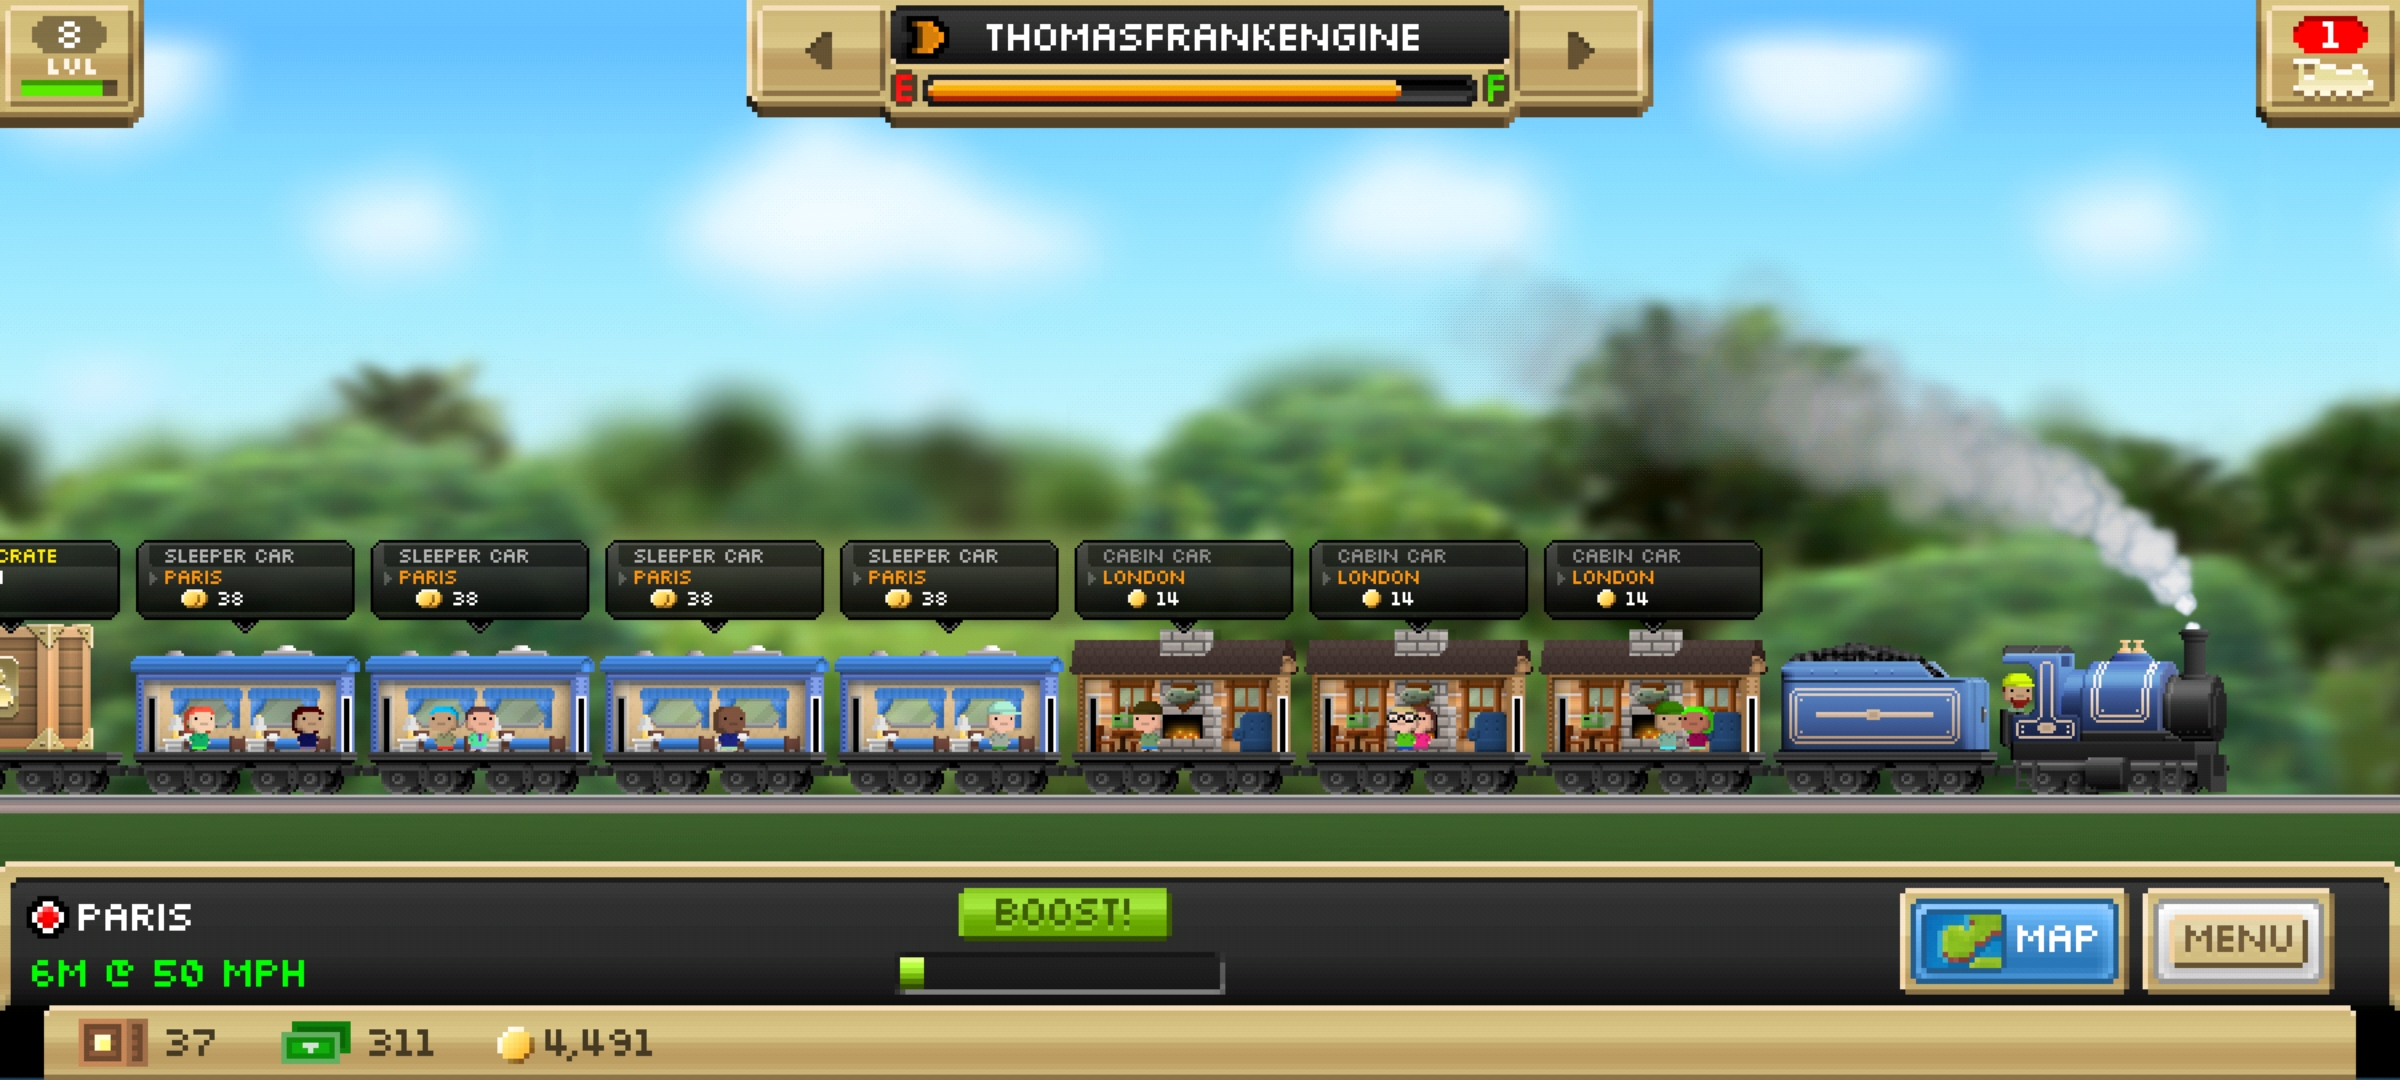 8
LVL
THOMASFRANKENGINE
E F
1
CRATE
SLEEPER CAR
PARIS
38
SLEEPER CAR
PARIS
38
SLEEPER CAR
PARIS
38
SLEEPER CAR
PARIS
38
CABIN CAR
LONDON
14
CABIN CAR
LONDON
14
CABIN CAR
LONDON
14
PARIS
6M @ 50 MPH
BOOST!
MAP
MENU
37
311
4,491